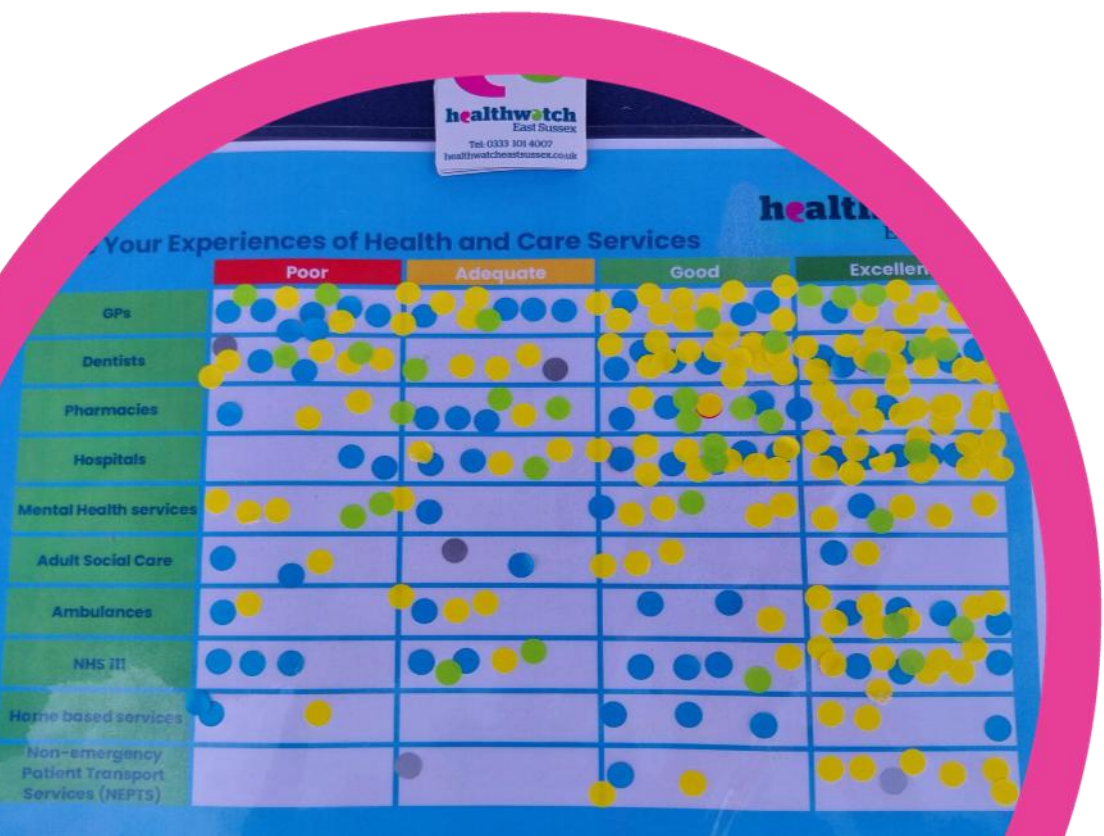 healthwatch
East Sussex
Tel: 0333 101 4007
healthwatcheastsussex.co.uk
Your Experiences of Health and Care Services
Poor Adequate Good Excellen
GPs
Dentists
Pharmacies
Hospitals
Mental Health services
Adult Social Care
Ambulances
NHS 111
Home based services
Non-emergency
Patient Transport
Services (NEPTS)